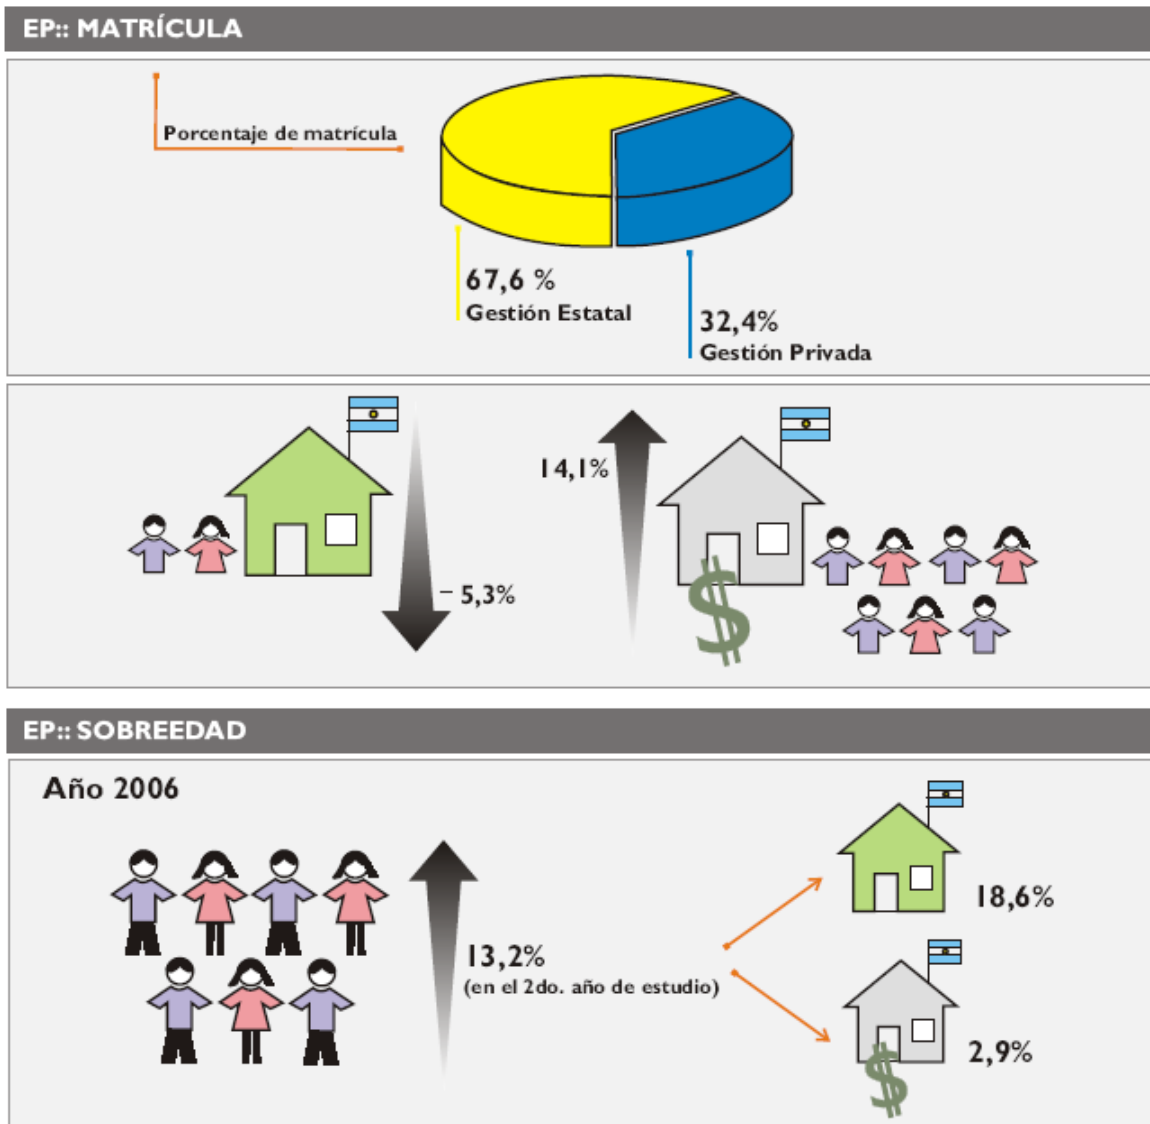 EP:: MATRÍCULA
Porcentaje de matrícula
67,6 %
Gestión Estatal
32,4%
Gestión Privada
14,1%
– 5,3%
EP:: SOBREEDAD
Año 2006
13,2%
(en el 2do. año de estudio)
18,6%
2,9%